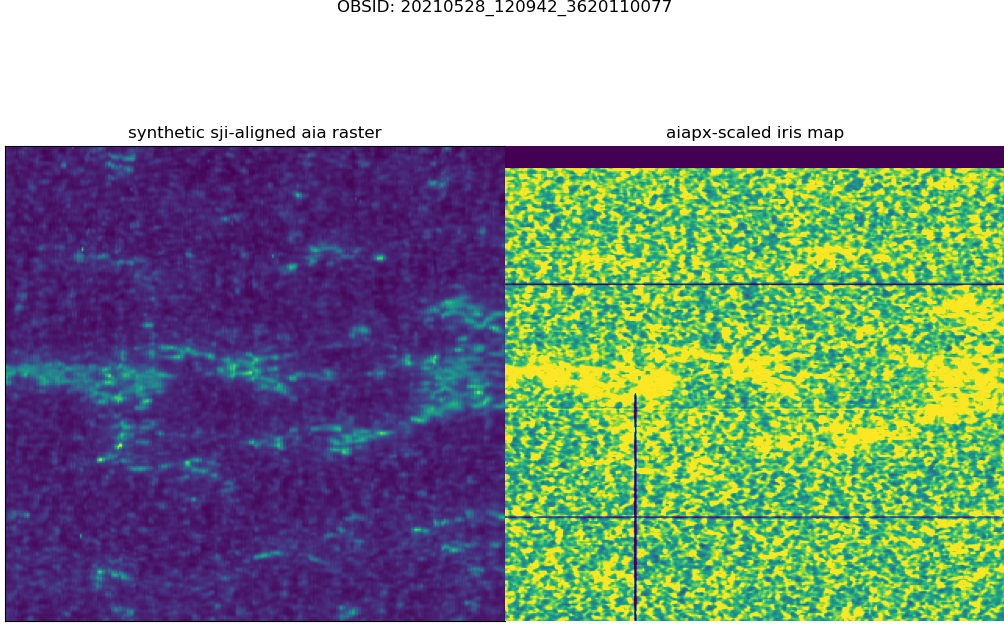 OBSID: 20210528_120942_3620110077
synthetic sji-aligned aia raster
aiapx-scaled iris map